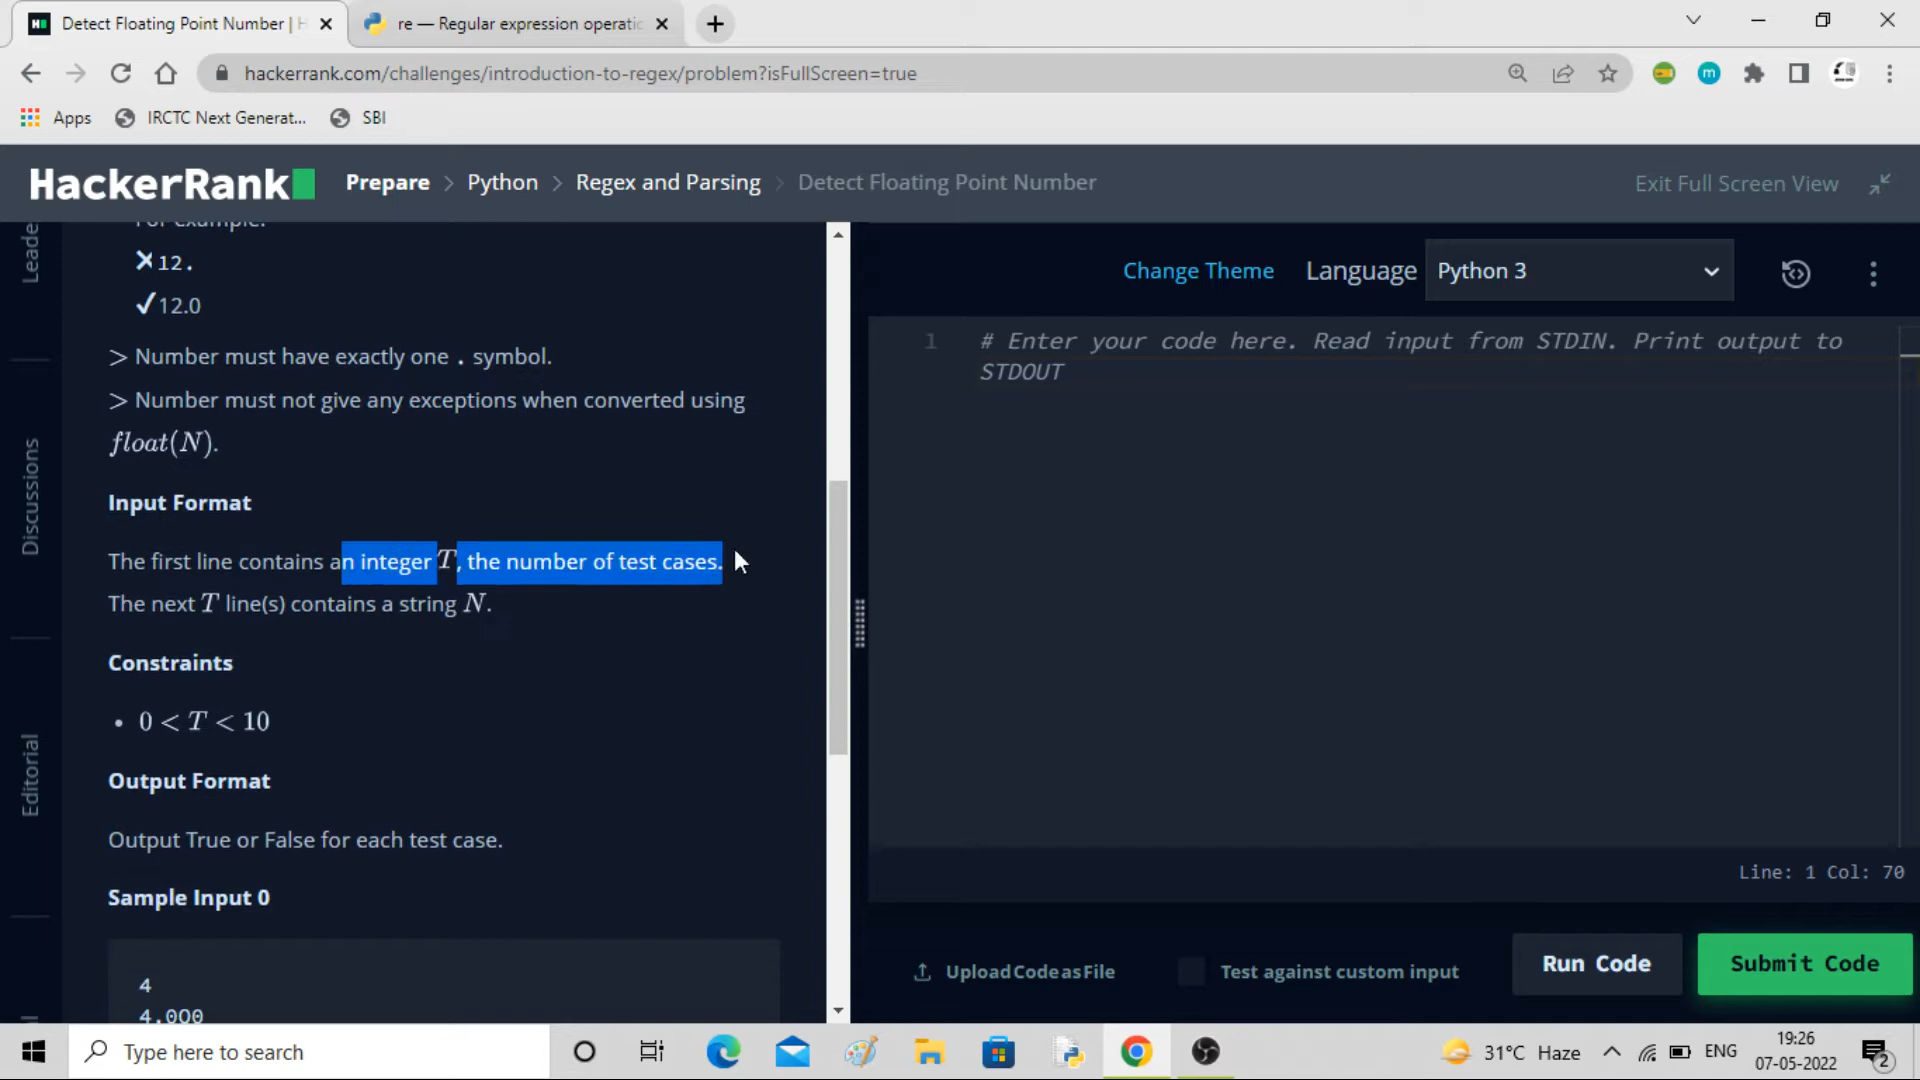 Detect Floating Point Number | H
re — Regular expression operatic
hackerrank.com/challenges/introduction-to-regex/problem?isFullScreen=true
m
Apps
IRCTC Next Generat...
SBI
HackerRank
Prepare > Python > Regex and Parsing > Detect Floating Point Number
Exit Full Screen View
Leade
For example:
✕12.
✓12.0
> Number must have exactly one . symbol.
> Number must not give any exceptions when converted using
float(N).
Input Format
The first line contains an integer T, the number of test cases.
The next T line(s) contains a string N.
Constraints
• 0 < T < 10
Output Format
Output True or False for each test case.
Sample Input 0
4
4.0O0
Discussions
Editorial
Change Theme
Language
Python 3
1
# Enter your code here. Read input from STDIN. Print output to
STDOUT
Line: 1 Col: 70
Upload Code as File
Test against custom input
Run Code
Submit Code
Type here to search
31°C Haze
ENG
19:26
07-05-2022
2